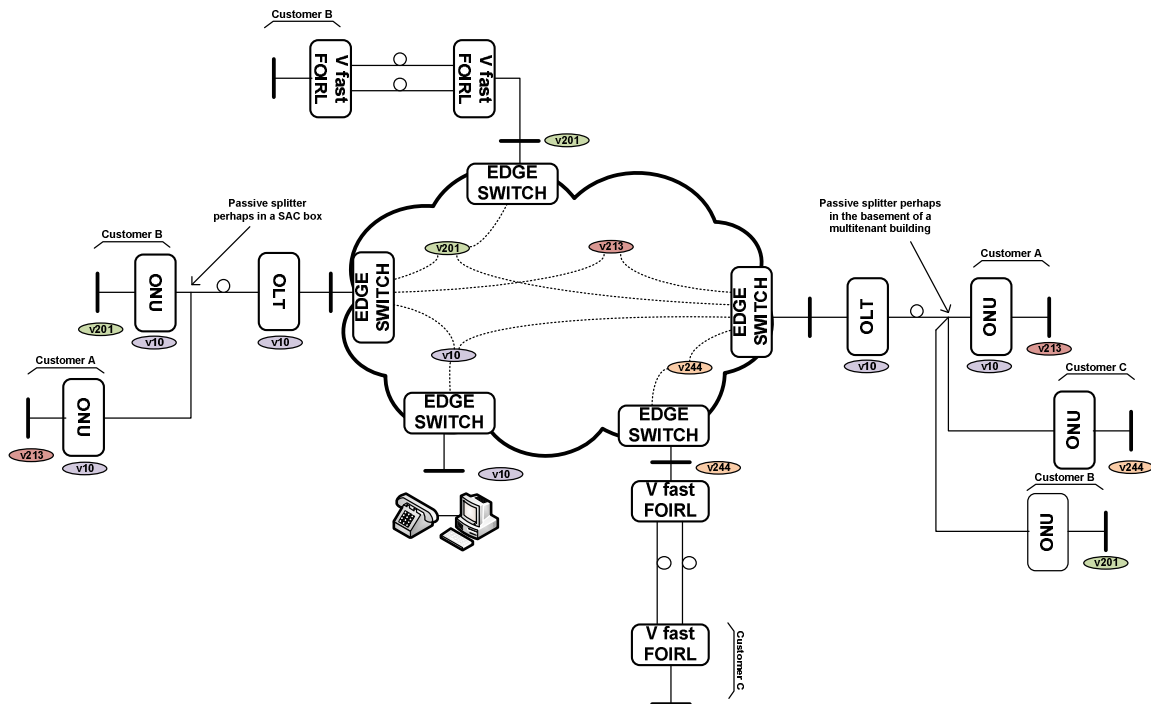 Customer B
V fast
FOIRL
V fast
FOIRL
v201
EDGE
SWITCH
Passive splitter
perhaps in a SAC box
Passive splitter perhaps
in the basement of a
multitenant building
Customer B
ONU
v201
v10
OLT
v10
EDGE
SWITCH
v201
v213
EDGE
SWITCH
OLT
v10
Customer A
ONU
v10
v213
Customer A
ONU
v213
v10
v10
v244
Customer C
ONU
v244
EDGE
SWITCH
v10
EDGE
SWITCH
v244
V fast
FOIRL
Customer B
ONU
v201
V fast
FOIRL
Customer C